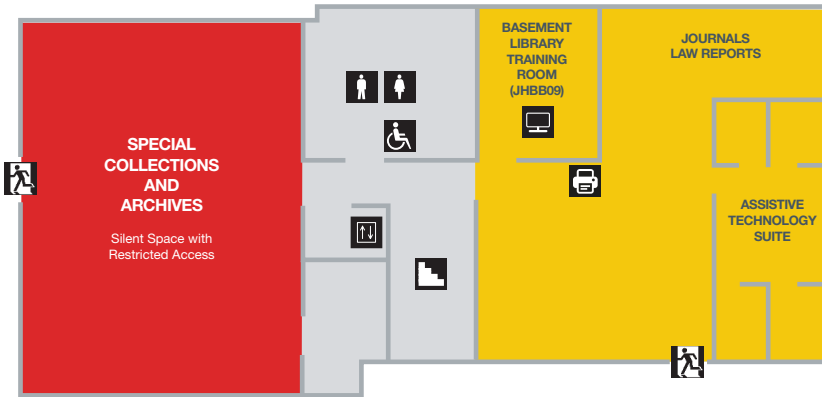 SPECIAL
COLLECTIONS
AND
ARCHIVES
Silent Space with
Restricted Access
BASEMENT
LIBRARY
TRAINING
ROOM
(JHBB09)
JOURNALS
LAW REPORTS
ASSISTIVE
TECHNOLOGY
SUITE